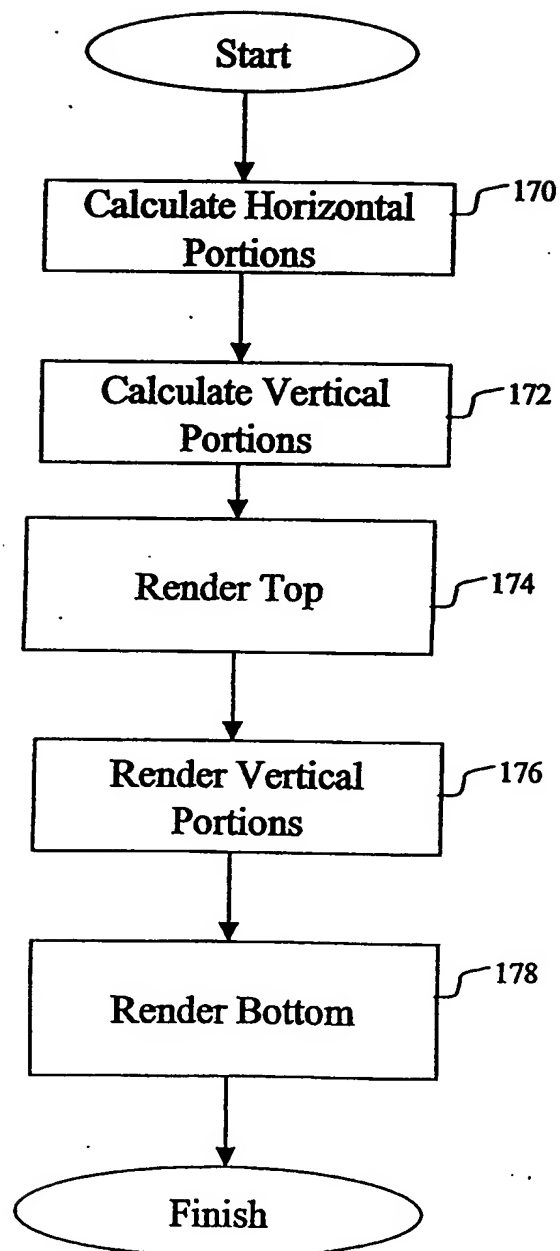 Start
Calculate Horizontal
Portions
170
Calculate Vertical
Portions
172
Render Top
174
Render Vertical
Portions
176
Render Bottom
178
Finish